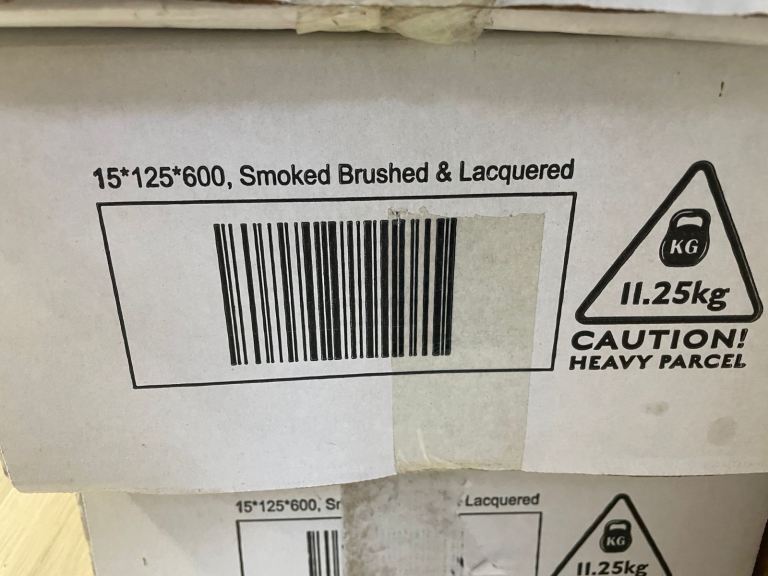 15*125*600, Smoked Brushed & Lacquered
KG
11.25kg
CAUTION!
HEAVY PARCEL
15*125*600, Lacquered
KG
11.25kg